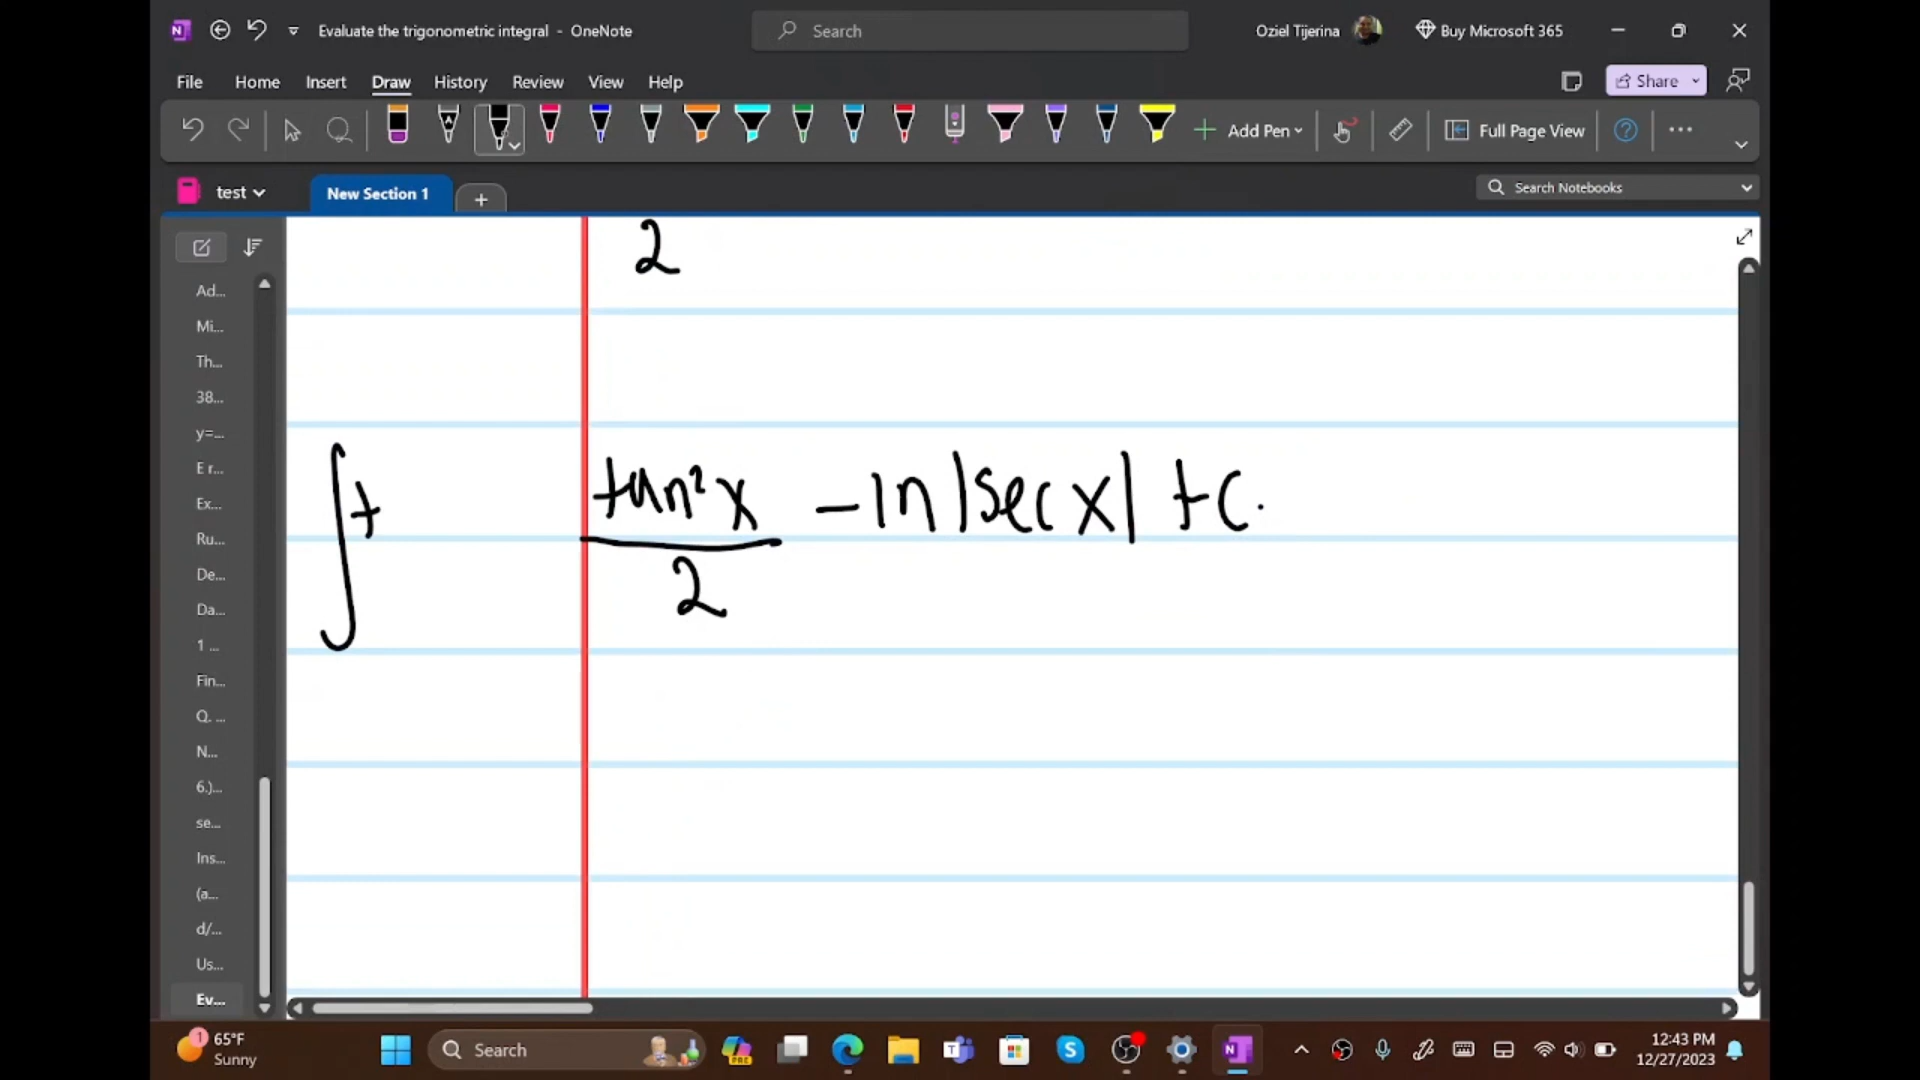 Evaluate the trigonometric integral - OneNote
Search
Oziel Tijerina
Buy Microsoft 365
File Home Insert Draw History Review View Help
Share
Add Pen
Full Page View
test
New Section 1
Search Notebooks
Ad...
Mi...
Th...
38...
y=...
E r...
Ex...
Ru...
De...
Da...
1 ...
Fin...
Q. ...
N...
6.)...
se...
Ins...
(a...
d/...
Us...
Ev...
2
∫t
tan²x
—
2
- ln |sec x| + c.
1
65°F
Sunny
Search
PRE
12:43 PM
12/27/2023